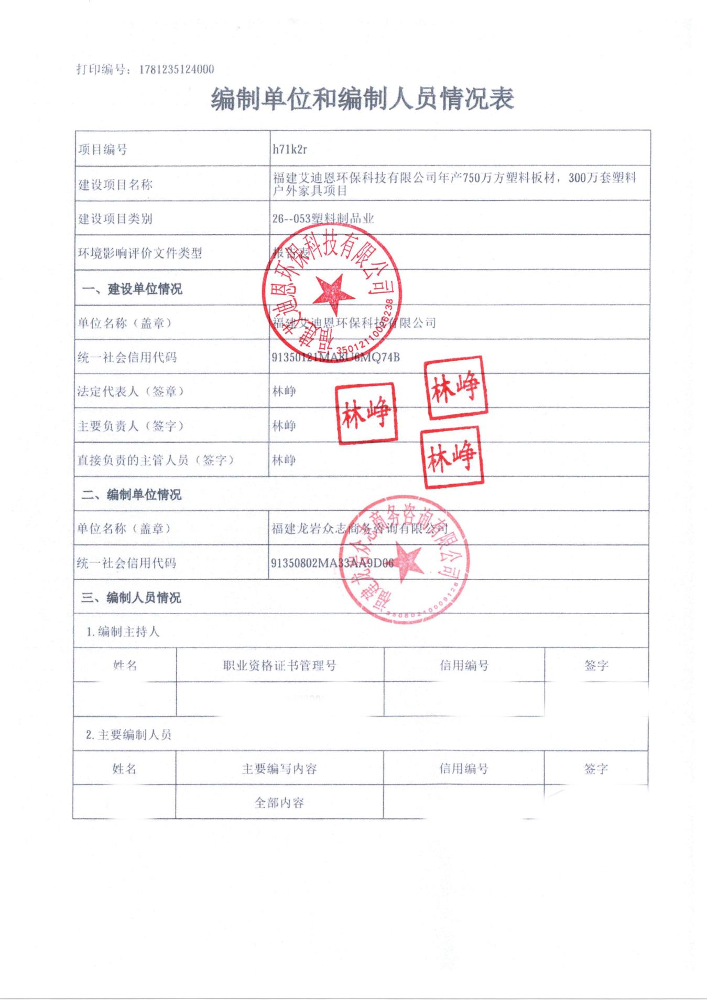 打印编号：1781235124000
编制单位和编制人员情况表
项目编号 h71k2r
建设项目名称 福建艾迪恩环保科技有限公司年产750万方塑料板材，300万套塑料
户外家具项目
建设项目类别 26--053塑料制品业
环境影响评价文件类型 报告表
一、建设单位情况
单位名称（盖章） 福建艾迪恩环保科技有限公司
统一社会信用代码 91350121MA8U6MQ74B
法定代表人（签章） 林峥
主要负责人（签字） 林峥
直接负责的主管人员（签字） 林峥
福建艾迪恩环保科技有限公司
35012110026238
林峥
林峥
林峥
二、编制单位情况
单位名称（盖章） 福建龙岩众志商务咨询有限公司
统一社会信用代码 91350802MA33AA9D06
福建龙岩众志商务咨询有限公司
35080210009128
三、编制人员情况
1.编制主持人
姓名 职业资格证书管理号 信用编号 签字
2.主要编制人员
姓名 主要编写内容 信用编号 签字
全部内容